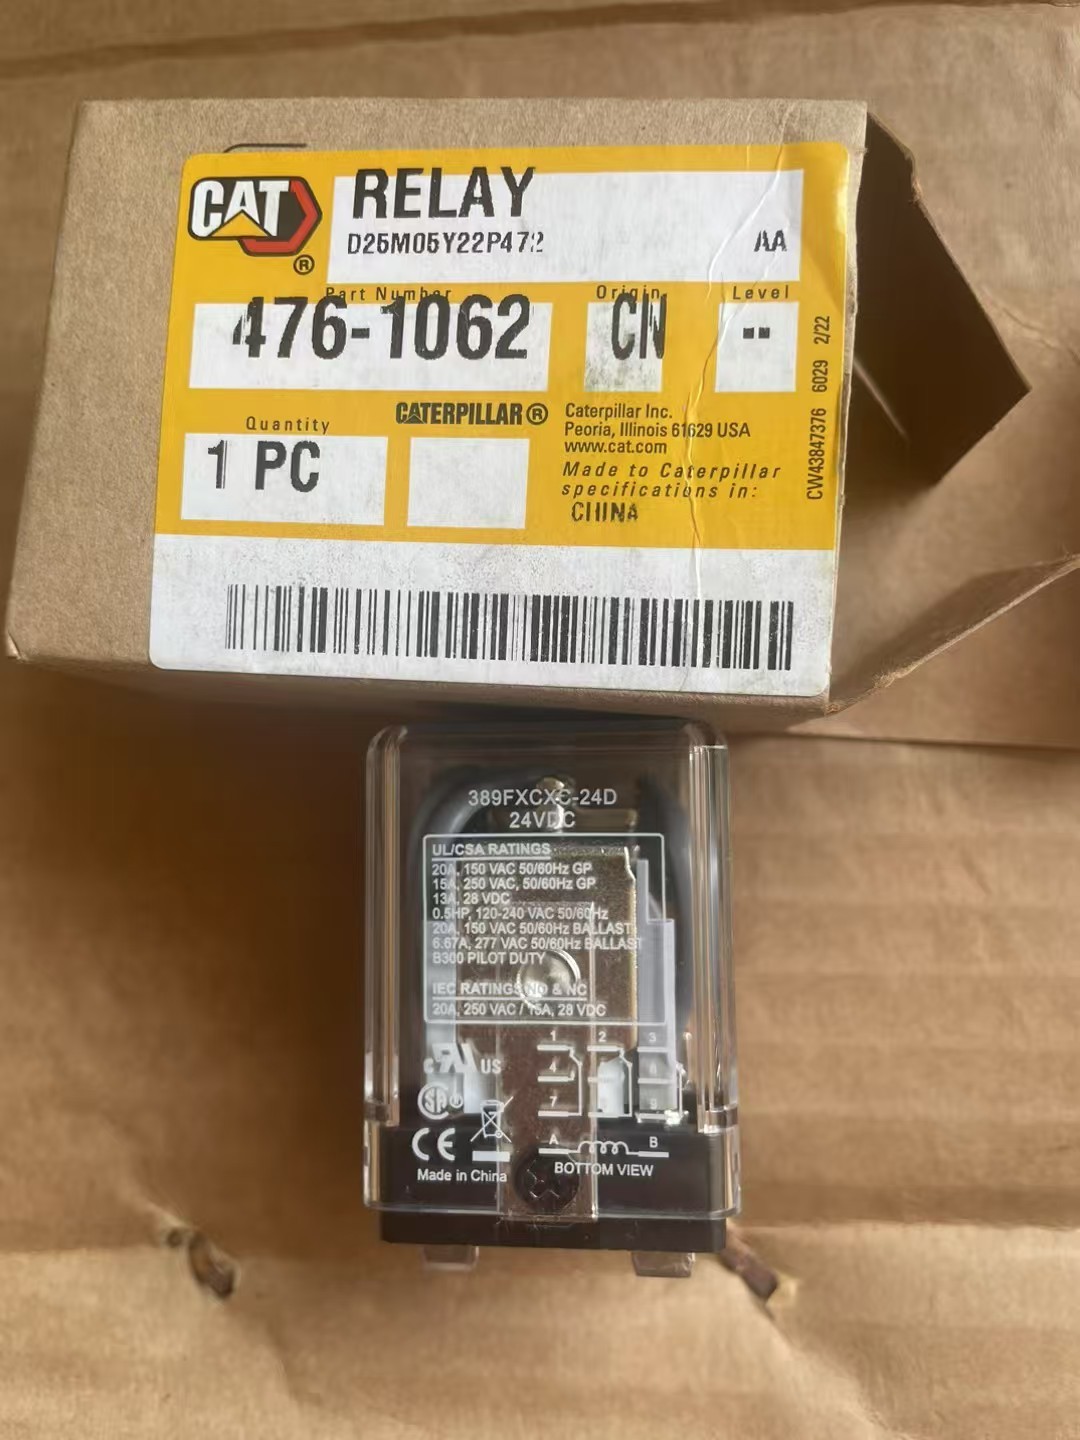 CAT
®
RELAY
D25M05Y22P472
AA
Part Number
Origin
Level
476-1062
CN
--
Quantity
1 PC
CATERPILLAR®
Caterpillar Inc.
Peoria, Illinois 61629 USA
www.cat.com
Made to Caterpillar
specifications in:
CHINA
CW43847376 6029 2/22
389FXCXC-24D
24VDC
UL/CSA RATINGS
20A, 150 VAC 50/60Hz GP
15A, 250 VAC, 50/60Hz GP
13A, 28 VDC
0.5HP, 120-240 VAC 50/60Hz
20A, 150 VAC 50/60Hz BALLAST
6.67A, 277 VAC 50/60Hz BALLAST
B300 PILOT DUTY
IEC RATINGS NO & NC
20A, 250 VAC / 15A, 28 VDC
1 2 3
4 6
7 9
A B
BOTTOM VIEW
c US
SA®
CE
Made in China